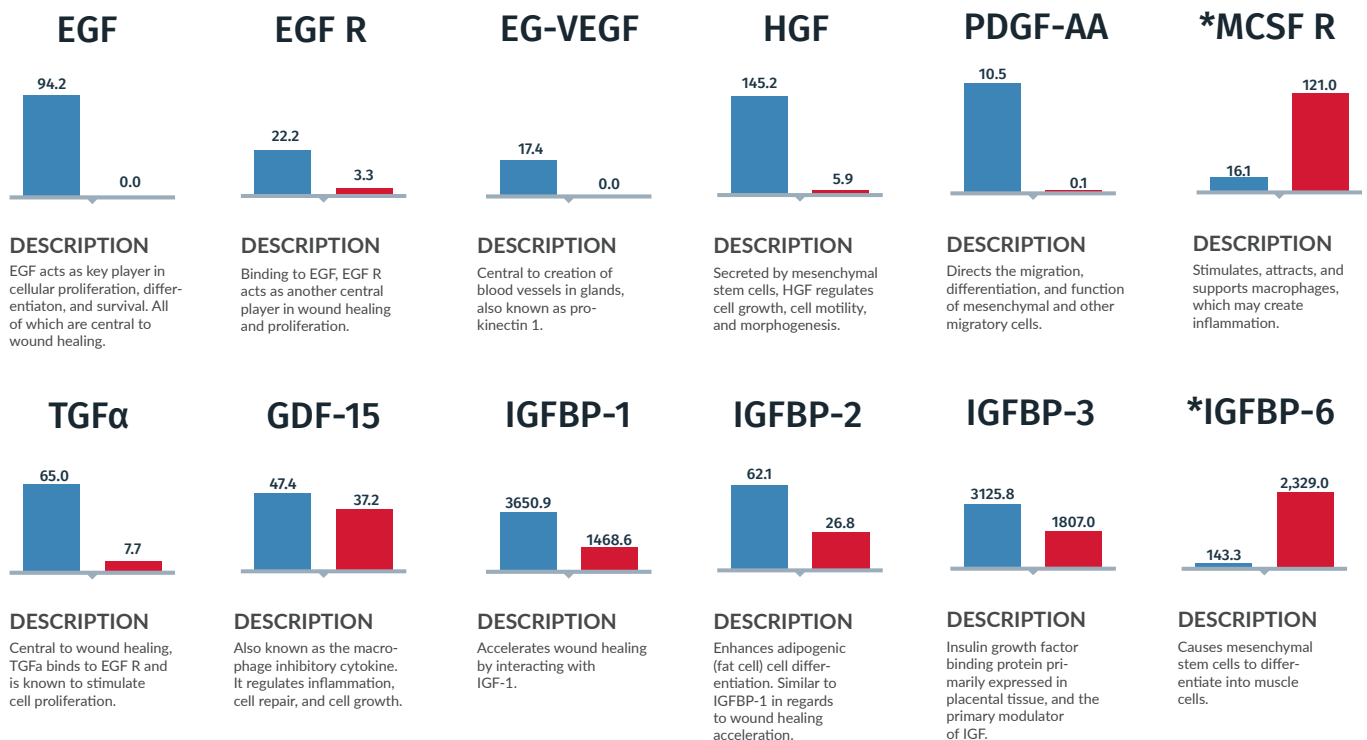 EGF
94.2
0.0
DESCRIPTION
EGF acts as key player in
cellular proliferation, differ-
entiaton, and survival. All
of which are central to
wound healing.
EGF R
22.2
3.3
DESCRIPTION
Binding to EGF, EGF R
acts as another central
player in wound healing
and proliferation.
EG-VEGF
17.4
0.0
DESCRIPTION
Central to creation of
blood vessels in glands,
also known as pro-
kinectin 1.
HGF
145.2
5.9
DESCRIPTION
Secreted by mesenchymal
stem cells, HGF regulates
cell growth, cell motility,
and morphogenesis.
PDGF-AA
10.5
0.1
DESCRIPTION
Directs the migration,
differentiation, and function
of mesenchymal and other
migratory cells.
*MCSF R
16.1
121.0
DESCRIPTION
Stimulates, attracts, and
supports macrophages,
which may create
inflammation.
TGFα
65.0
7.7
DESCRIPTION
Central to wound healing,
TGFa binds to EGF R and
is known to stimulate
cell proliferation.
GDF-15
47.4
37.2
DESCRIPTION
Also known as the macro-
phage inhibitory cytokine.
It regulates inflammation,
cell repair, and cell growth.
IGFBP-1
3650.9
1468.6
DESCRIPTION
Accelerates wound healing
by interacting with
IGF-1.
IGFBP-2
62.1
26.8
DESCRIPTION
Enhances adipogenic
(fat cell) cell differ-
entiation. Similar to
IGFBP-1 in regards
to wound healing
acceleration.
IGFBP-3
3125.8
1807.0
DESCRIPTION
Insulin growth factor
binding protein pri-
marily expressed in
placental tissue, and the
primary modulator
of IGF.
*IGFBP-6
143.3
2,329.0
DESCRIPTION
Causes mesenchymal
stem cells to differ-
entiate into muscle
cells.